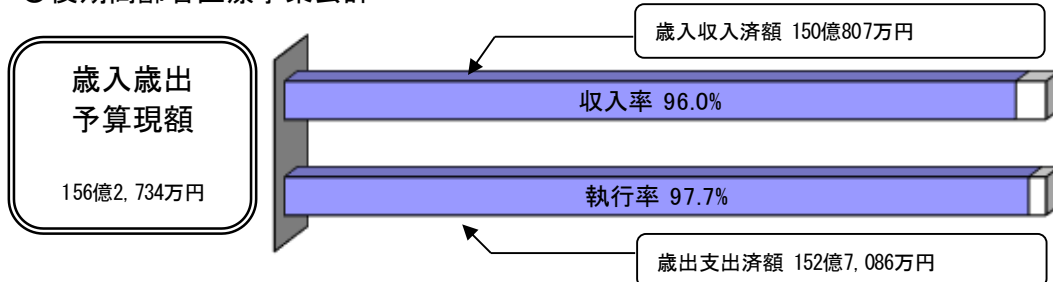 歳入収入済額 150億807万円
歳入歳出
予算現額
156億2,734万円
収入率 96.0%
執行率 97.7%
歳出支出済額 152億7,086万円